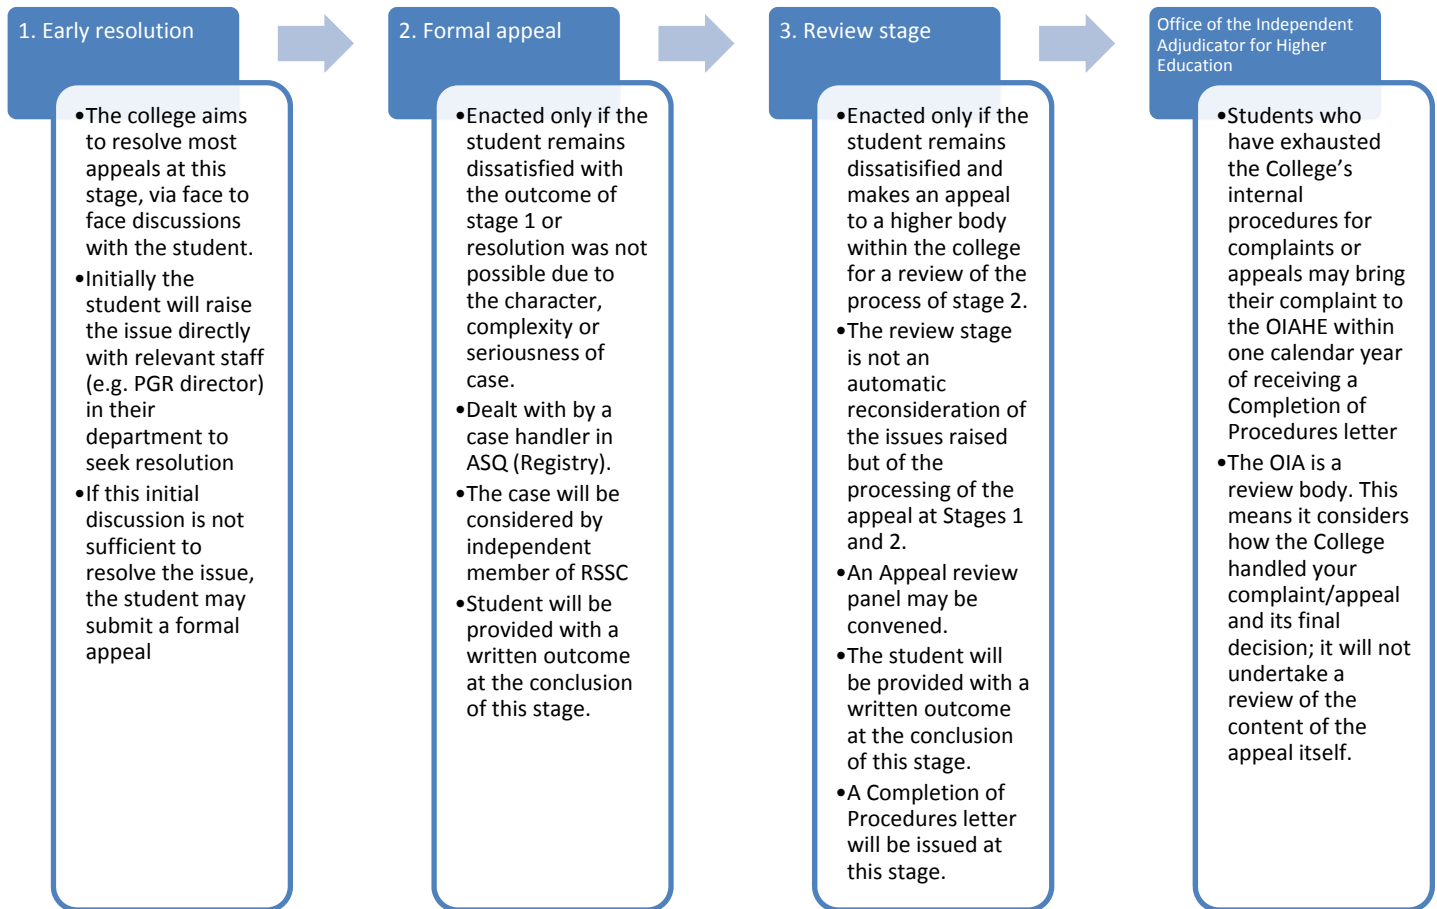 1. Early resolution
•The college aims
to resolve most
appeals at this
stage, via face to
face discussions
with the student.
•Initially the
student will raise
the issue directly
with relevant staff
(e.g. PGR director)
in their
department to
seek resolution
•If this initial
discussion is not
sufficient to
resolve the issue,
the student may
submit a formal
appeal
2. Formal appeal
•Enacted only if the
student remains
dissatisfied with
the outcome of
stage 1 or
resolution was not
possible due to
the character,
complexity or
seriousness of
case.
•Dealt with by a
case handler in
ASQ (Registry).
•The case will be
considered by
independent
member of RSSC
•Student will be
provided with a
written outcome
at the conclusion
of this stage.
3. Review stage
•Enacted only if the
student remains
dissatisified and
makes an appeal
to a higher body
within the college
for a review of the
process of stage 2.
•The review stage
is not an
automatic
reconsideration of
the issues raised
but of the
processing of the
appeal at Stages 1
and 2.
•An Appeal review
panel may be
convened.
•The student will
be provided with a
written outcome
at the conclusion
of this stage.
•A Completion of
Procedures letter
will be issued at
this stage.
Office of the Independent
Adjudicator for Higher
Education
•Students who
have exhausted
the College’s
internal
procedures for
complaints or
appeals may bring
their complaint to
the OIAHE within
one calendar year
of receiving a
Completion of
Procedures letter
•The OIA is a
review body. This
means it considers
how the College
handled your
complaint/appeal
and its final
decision; it will not
undertake a
review of the
content of the
appeal itself.